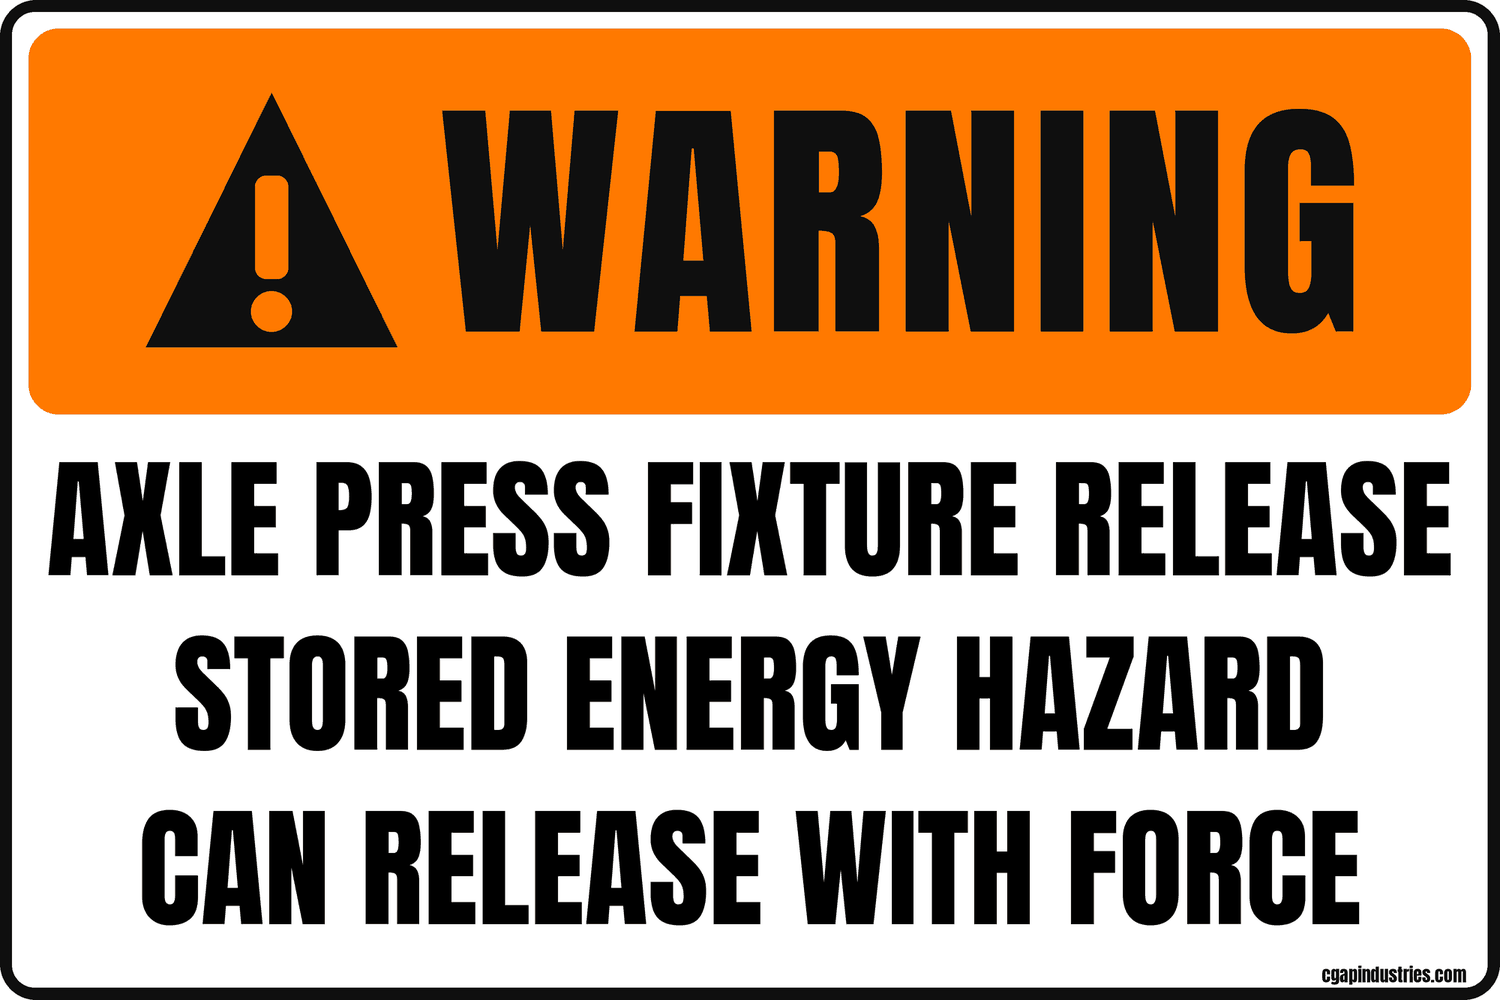 WARNING
AXLE PRESS FIXTURE RELEASE
STORED ENERGY HAZARD
CAN RELEASE WITH FORCE
cgapindustries.com